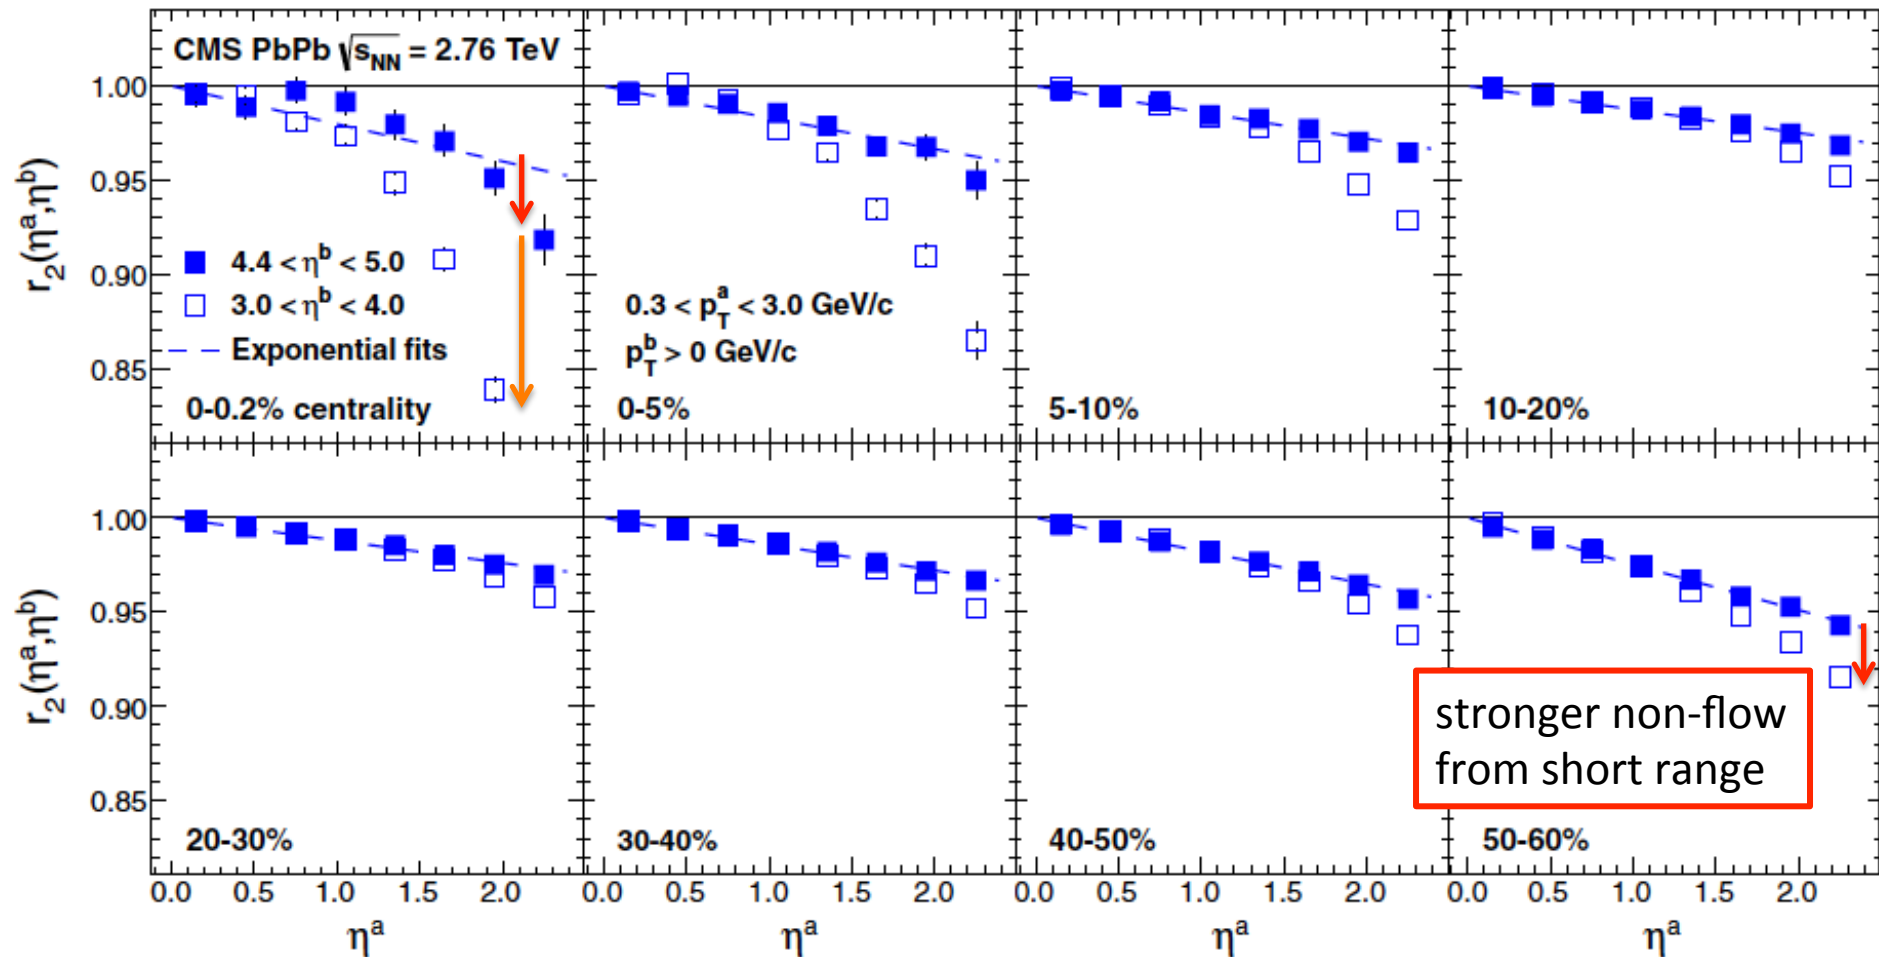 CMS PbPb √s_NN = 2.76 TeV
r₂(ηᵃ,ηᵇ)
1.00
0.95
0.90
0.85
4.4 < ηᵇ < 5.0
3.0 < ηᵇ < 4.0
Exponential fits
0-0.2% centrality
0.3 < p_T^a < 3.0 GeV/c
p_T^b > 0 GeV/c
0-5%
5-10%
10-20%
r₂(ηᵃ,ηᵇ)
1.00
0.95
0.90
0.85
20-30%
30-40%
40-50%
stronger non-flow
from short range
50-60%
0.0 0.5 1.0 1.5 2.0 0.0 0.5 1.0 1.5 2.0 0.0 0.5 1.0 1.5 2.0 0.0 0.5 1.0 1.5 2.0
ηᵃ ηᵃ ηᵃ ηᵃ